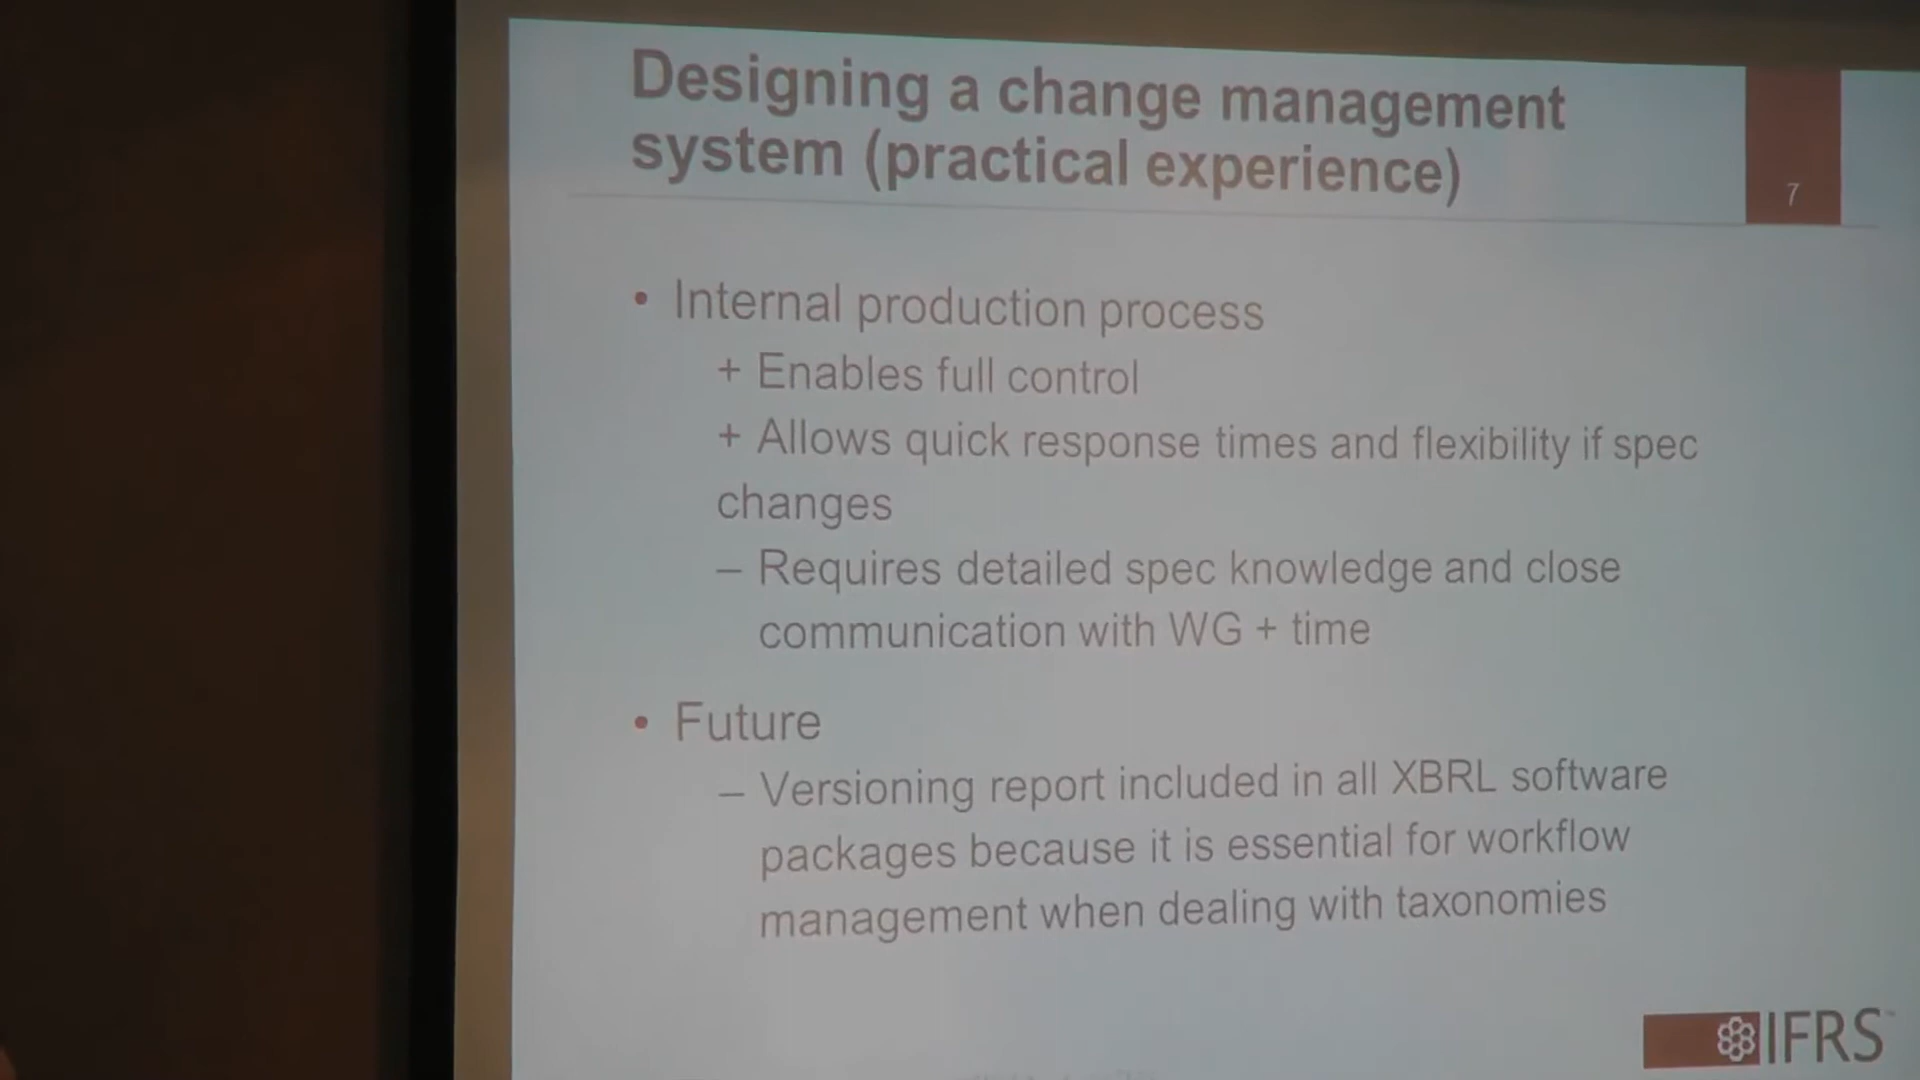 Designing a change management
system (practical experience)
7
• Internal production process
+ Enables full control
+ Allows quick response times and flexibility if spec
changes
– Requires detailed spec knowledge and close
communication with WG + time
• Future
– Versioning report included in all XBRL software
packages because it is essential for workflow
management when dealing with taxonomies
IFRS